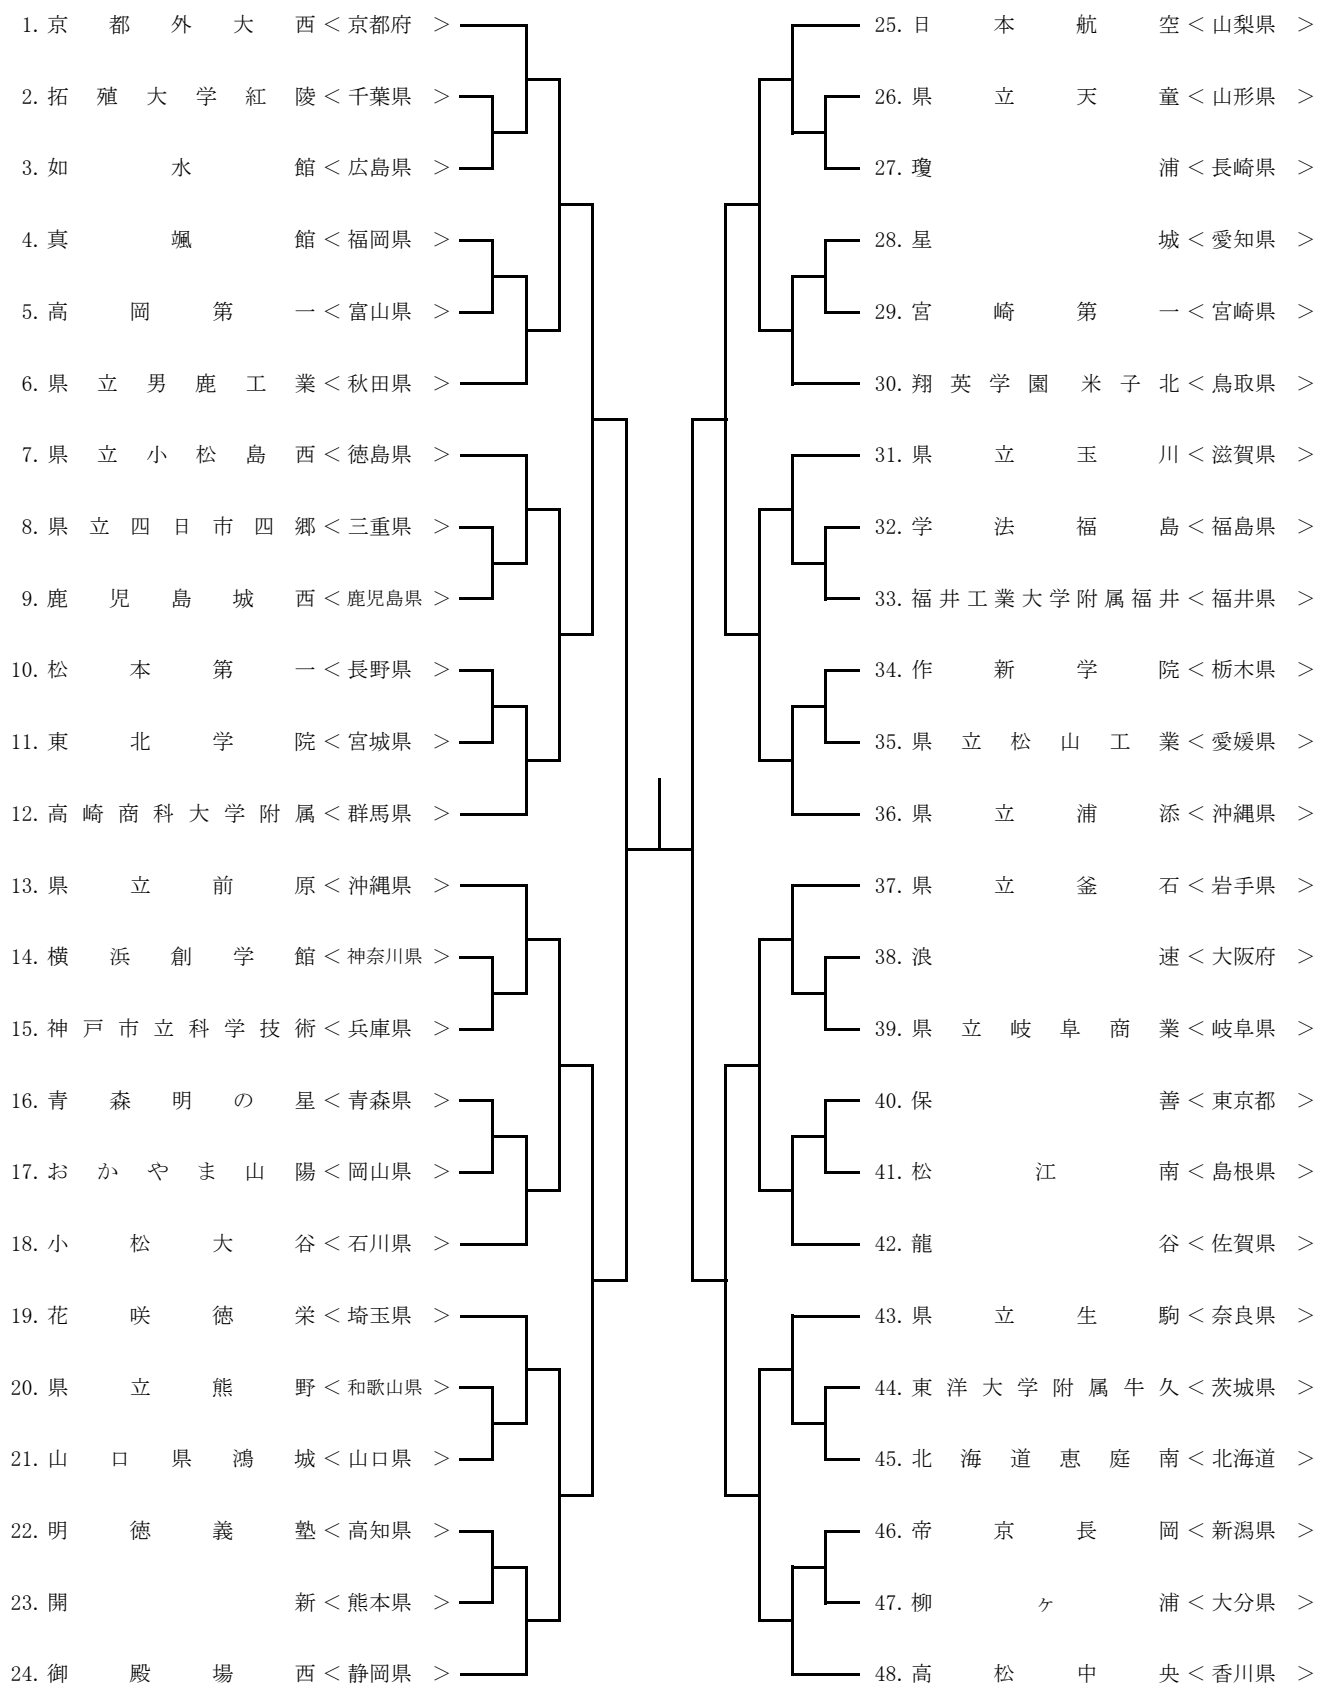 1. 京都外大西 < 京都府 >
2. 拓殖大学紅陵 < 千葉県 >
3. 如水館 < 広島県 >
4. 真颯館 < 福岡県 >
5. 高岡第一 < 富山県 >
6. 県立男鹿工業 < 秋田県 >
7. 県立小松島西 < 徳島県 >
8. 県立四日市四郷 < 三重県 >
9. 鹿児島城西 < 鹿児島県 >
10. 松本第一 < 長野県 >
11. 東北学院 < 宮城県 >
12. 高崎商科大学附属 < 群馬県 >
13. 県立前原 < 沖縄県 >
14. 横浜創学館 < 神奈川県 >
15. 神戸市立科学技術 < 兵庫県 >
16. 青森明の星 < 青森県 >
17. おかやま山陽 < 岡山県 >
18. 小松大谷 < 石川県 >
19. 花咲徳栄 < 埼玉県 >
20. 県立熊野 < 和歌山県 >
21. 山口県鴻城 < 山口県 >
22. 明徳義塾 < 高知県 >
23. 開新 < 熊本県 >
24. 御殿場西 < 静岡県 >
25. 日本航空 < 山梨県 >
26. 県立天童 < 山形県 >
27. 瓊浦 < 長崎県 >
28. 星城 < 愛知県 >
29. 宮崎第一 < 宮崎県 >
30. 翔英学園米子北 < 鳥取県 >
31. 県立玉川 < 滋賀県 >
32. 学法福島 < 福島県 >
33. 福井工業大学附属福井 < 福井県 >
34. 作新学院 < 栃木県 >
35. 県立松山工業 < 愛媛県 >
36. 県立浦添 < 沖縄県 >
37. 県立釜石 < 岩手県 >
38. 浪速 < 大阪府 >
39. 県立岐阜商業 < 岐阜県 >
40. 保善 < 東京都 >
41. 松江南 < 島根県 >
42. 龍谷 < 佐賀県 >
43. 県立生駒 < 奈良県 >
44. 東洋大学附属牛久 < 茨城県 >
45. 北海道恵庭南 < 北海道 >
46. 帝京長岡 < 新潟県 >
47. 柳ヶ浦 < 大分県 >
48. 高松中央 < 香川県 >